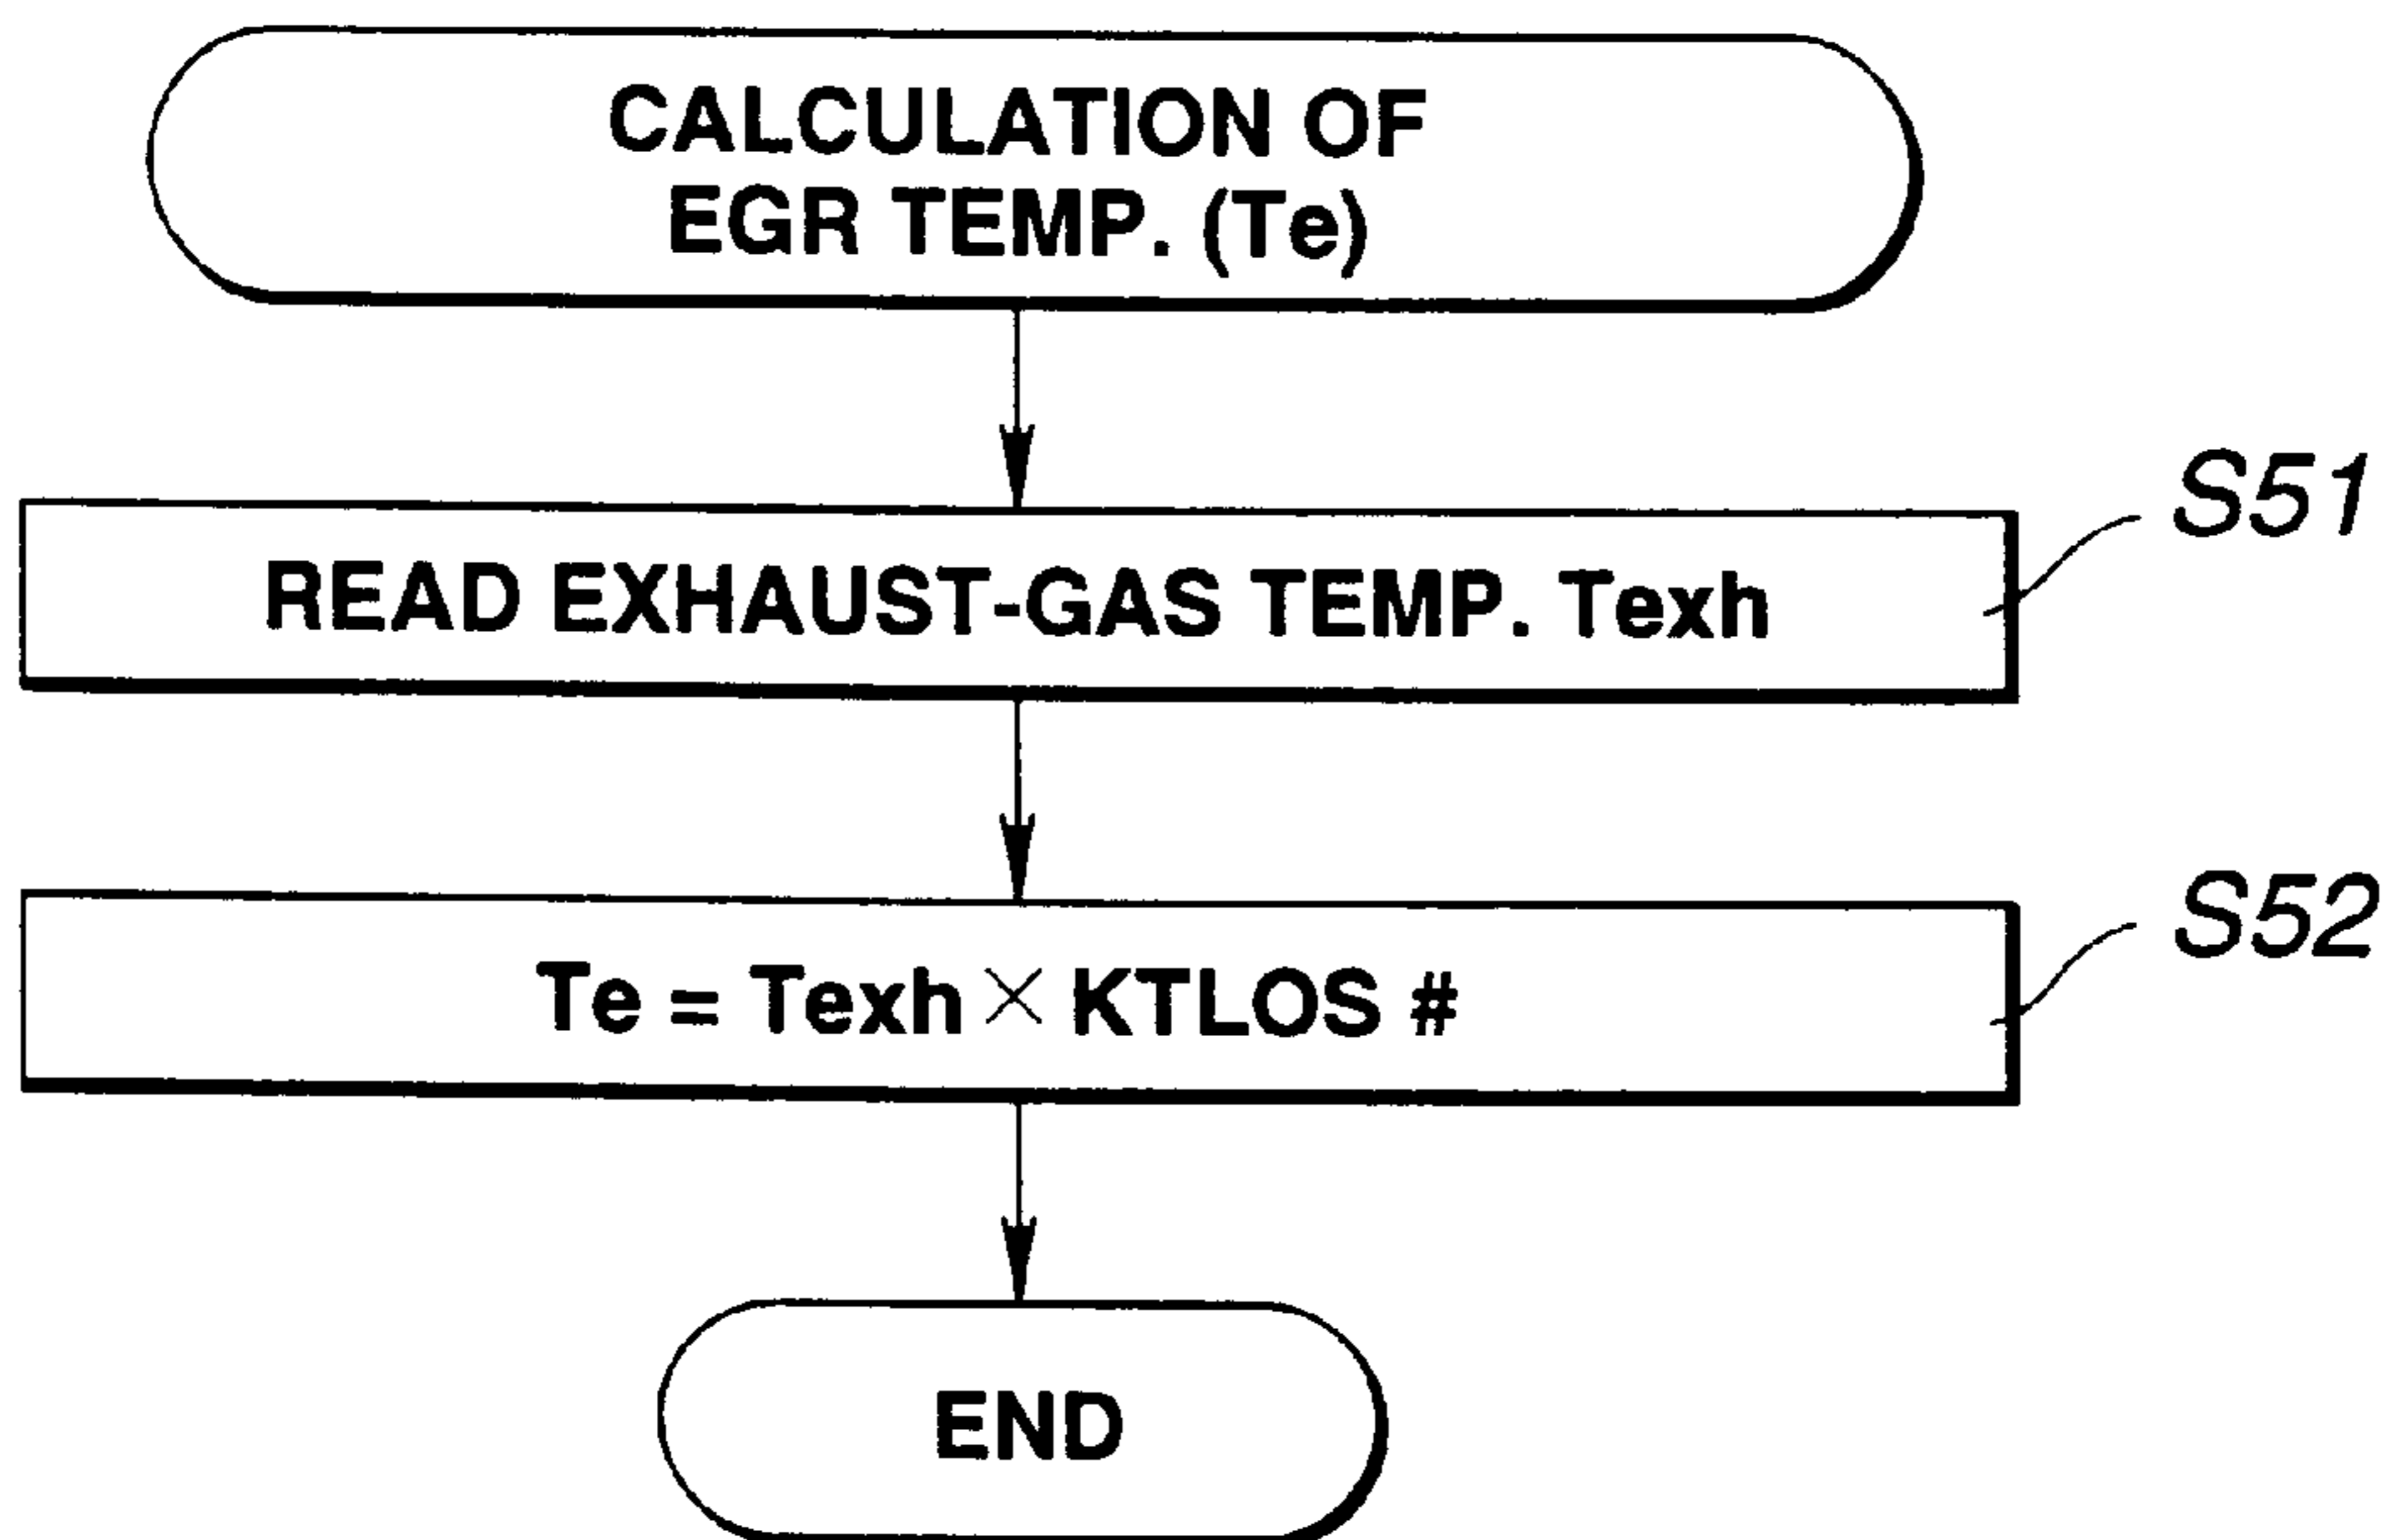 CALCULATION OF
EGR TEMP. (Te)
S51
READ EXHAUST-GAS TEMP. Texh
S52
Te = Texh × KTLOS #
END